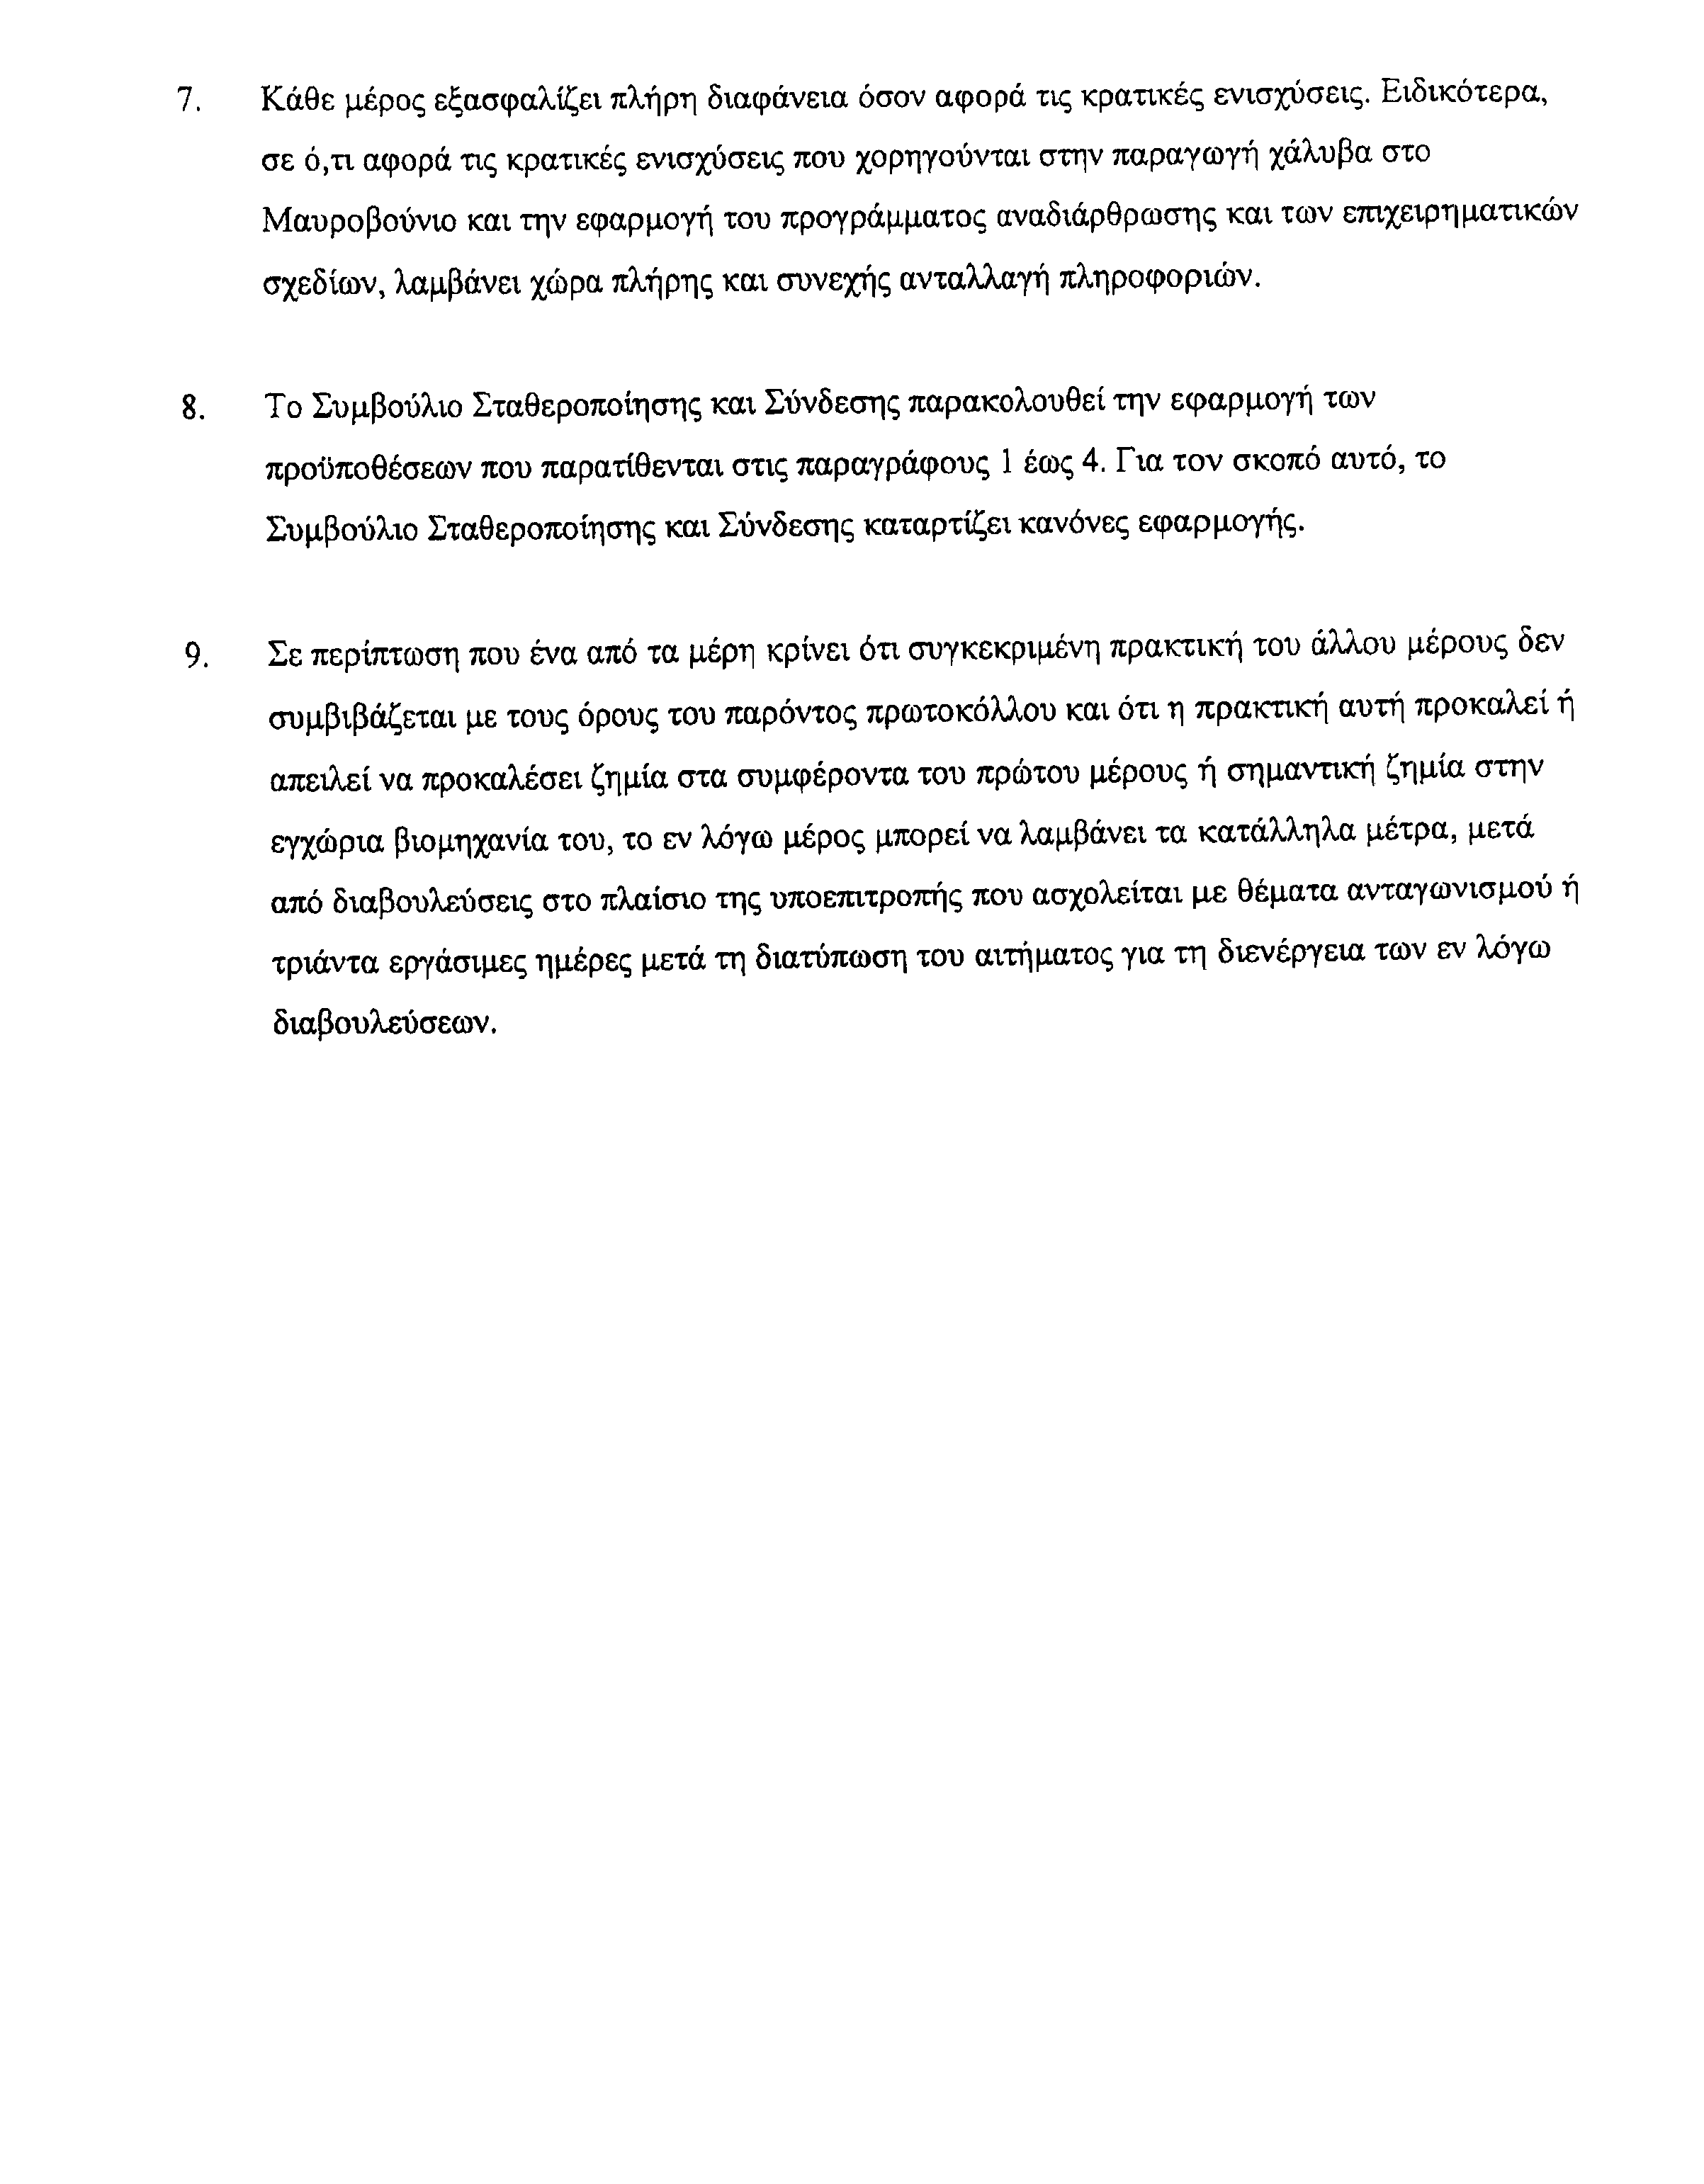 7. Κάθε μέρος εξασφαλίζει πλήρη διαφάνεια όσον αφορά τις κρατικές ενισχύσεις. Ειδικότερα,
σε ό,τι αφορά τις κρατικές ενισχύσεις που χορηγούνται στην παραγωγή χάλυβα στο
Μαυροβούνιο και την εφαρμογή του προγράμματος αναδιάρθρωσης και των επιχειρηματικών
σχεδίων, λαμβάνει χώρα πλήρης και συνεχής ανταλλαγή πληροφοριών.
8. Το Συμβούλιο Σταθεροποίησης και Σύνδεσης παρακολουθεί την εφαρμογή των
προϋποθέσεων που παρατίθενται στις παραγράφους 1 έως 4. Για τον σκοπό αυτό, το
Συμβούλιο Σταθεροποίησης και Σύνδεσης καταρτίζει κανόνες εφαρμογής.
9. Σε περίπτωση που ένα από τα μέρη κρίνει ότι συγκεκριμένη πρακτική του άλλου μέρους δεν
συμβιβάζεται με τους όρους του παρόντος πρωτοκόλλου και ότι η πρακτική αυτή προκαλεί ή
απειλεί να προκαλέσει ζημία στα συμφέροντα του πρώτου μέρους ή σημαντική ζημία στην
εγχώρια βιομηχανία του, το εν λόγω μέρος μπορεί να λαμβάνει τα κατάλληλα μέτρα, μετά
από διαβουλεύσεις στο πλαίσιο της υποεπιτροπής που ασχολείται με θέματα ανταγωνισμού ή
τριάντα εργάσιμες ημέρες μετά τη διατύπωση του αιτήματος για τη διενέργεια των εν λόγω
διαβουλεύσεων.